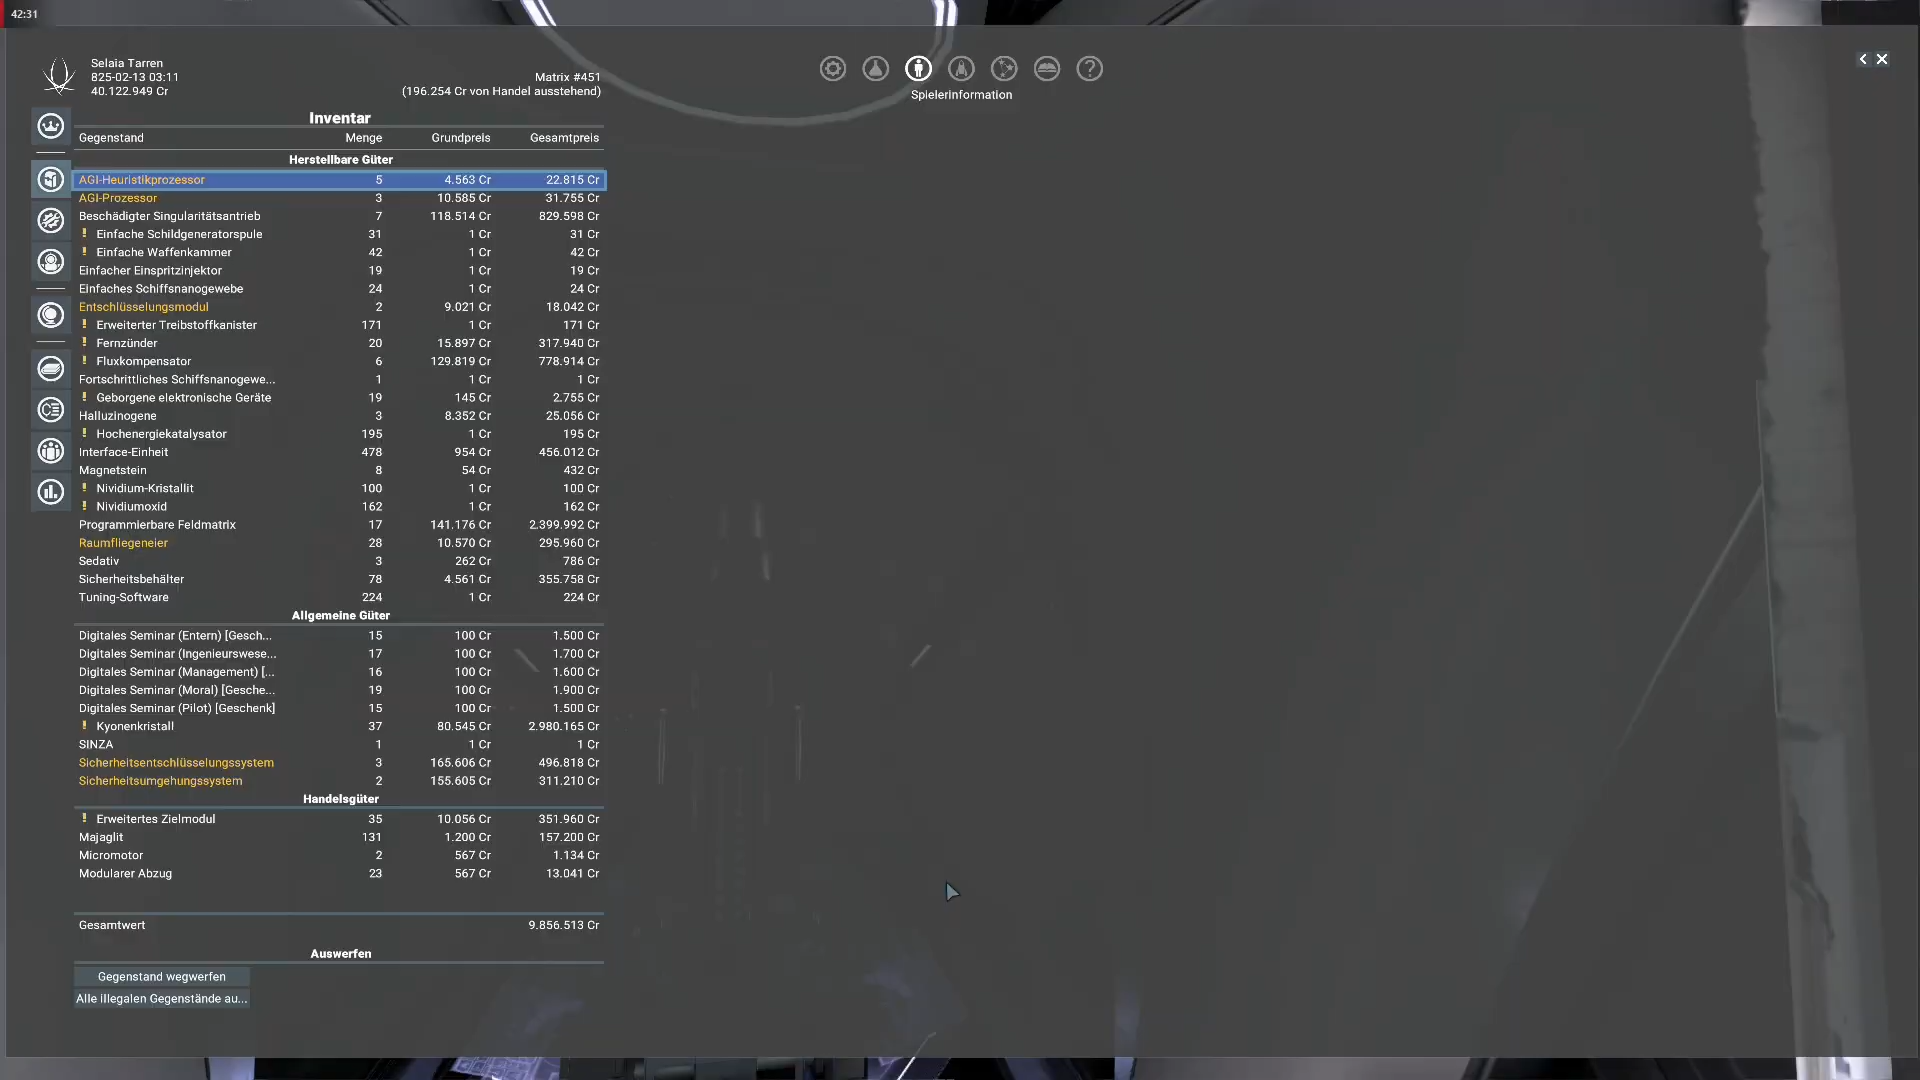 42:31
Selaia Tarren
825-02-13 03:11 Matrix #451
40.122.949 Cr (196.254 Cr von Handel ausstehend)
Spielerinformation
Inventar
Gegenstand Menge Grundpreis Gesamtpreis
Herstellbare Güter
AGI-Heuristikprozessor 5 4.563 Cr 22.815 Cr
AGI-Prozessor 3 10.585 Cr 31.755 Cr
Beschädigter Singularitätsantrieb 7 118.514 Cr 829.598 Cr
! Einfache Schildgeneratorspule 31 1 Cr 31 Cr
! Einfache Waffenkammer 42 1 Cr 42 Cr
Einfacher Einspritzinjektor 19 1 Cr 19 Cr
Einfaches Schiffsnanogewebe 24 1 Cr 24 Cr
Entschlüsselungsmodul 2 9.021 Cr 18.042 Cr
! Erweiterter Treibstoffkanister 171 1 Cr 171 Cr
! Fernzünder 20 15.897 Cr 317.940 Cr
! Fluxkompensator 6 129.819 Cr 778.914 Cr
Fortschrittliches Schiffsnanogewe... 1 1 Cr 1 Cr
! Geborgene elektronische Geräte 19 145 Cr 2.755 Cr
Halluzinogene 3 8.352 Cr 25.056 Cr
! Hochenergiekatalysator 195 1 Cr 195 Cr
Interface-Einheit 478 954 Cr 456.012 Cr
Magnetstein 8 54 Cr 432 Cr
! Nividium-Kristallit 100 1 Cr 100 Cr
! Nividiumoxid 162 1 Cr 162 Cr
Programmierbare Feldmatrix 17 141.176 Cr 2.399.992 Cr
Raumfliegeneier 28 10.570 Cr 295.960 Cr
Sedativ 3 262 Cr 786 Cr
Sicherheitsbehälter 78 4.561 Cr 355.758 Cr
Tuning-Software 224 1 Cr 224 Cr
Allgemeine Güter
Digitales Seminar (Entern) [Gesch... 15 100 Cr 1.500 Cr
Digitales Seminar (Ingenieurswese... 17 100 Cr 1.700 Cr
Digitales Seminar (Management) [... 16 100 Cr 1.600 Cr
Digitales Seminar (Moral) [Gesche... 19 100 Cr 1.900 Cr
Digitales Seminar (Pilot) [Geschenk] 15 100 Cr 1.500 Cr
! Kyonenkristall 37 80.545 Cr 2.980.165 Cr
SINZA 1 1 Cr 1 Cr
Sicherheitsentschlüsselungssystem 3 165.606 Cr 496.818 Cr
Sicherheitsumgehungssystem 2 155.605 Cr 311.210 Cr
Handelsgüter
! Erweitertes Zielmodul 35 10.056 Cr 351.960 Cr
Majaglit 131 1.200 Cr 157.200 Cr
Micromotor 2 567 Cr 1.134 Cr
Modularer Abzug 23 567 Cr 13.041 Cr
Gesamtwert 9.856.513 Cr
Auswerfen
Gegenstand wegwerfen
Alle illegalen Gegenstände au...